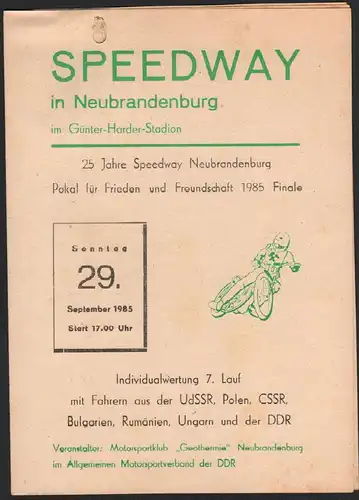 SPEEDWAY
in Neubrandenburg
im Günter-Harder-Stadion
25 Jahre Speedway Neubrandenburg
Pokal für Frieden und Freundschaft 1985 Finale
Sonntag
29.
September 1985
Start 17.00 Uhr
Individualwertung 7. Lauf
mit Fahrern aus der UdSSR, Polen, CSSR,
Bulgarien, Rumänien, Ungarn und der DDR
Veranstalter: Motorsportklub „Geothermie" Neubrandenburg
im Allgemeinen Motorsportverband der DDR